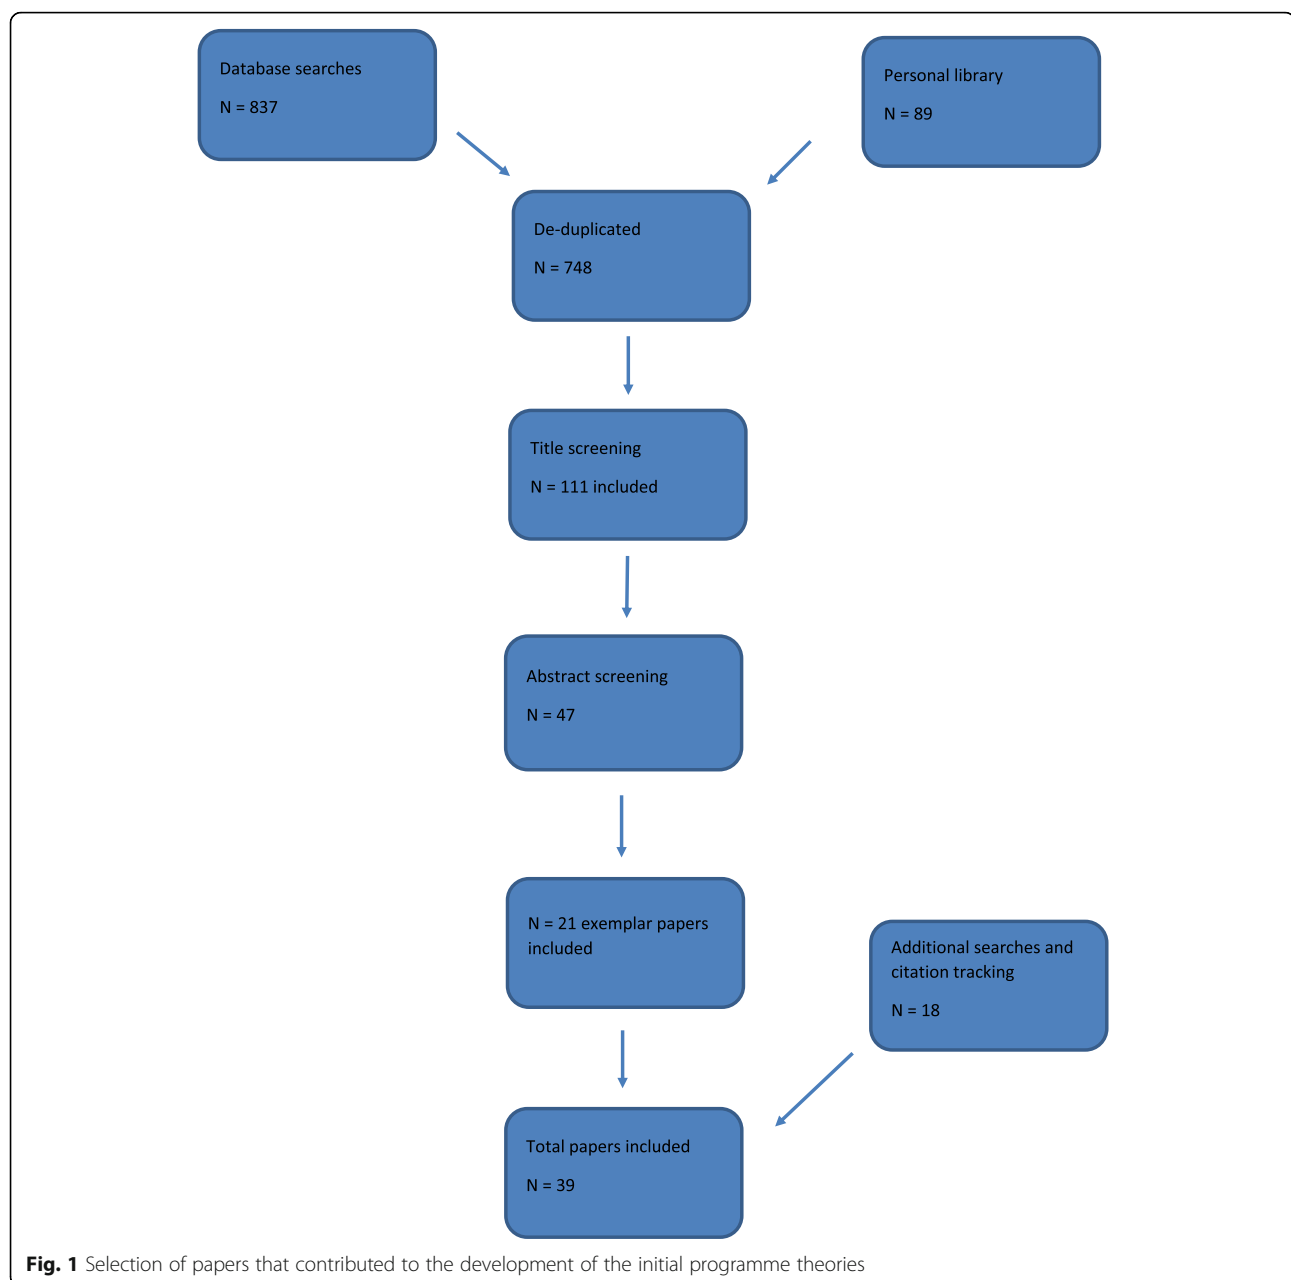 Database searches
N = 837
Personal library
N = 89
De-duplicated
N = 748
Title screening
N = 111 included
Abstract screening
N = 47
N = 21 exemplar papers
included
Additional searches and
citation tracking
N = 18
Total papers included
N = 39
Fig. 1 Selection of papers that contributed to the development of the initial programme theories